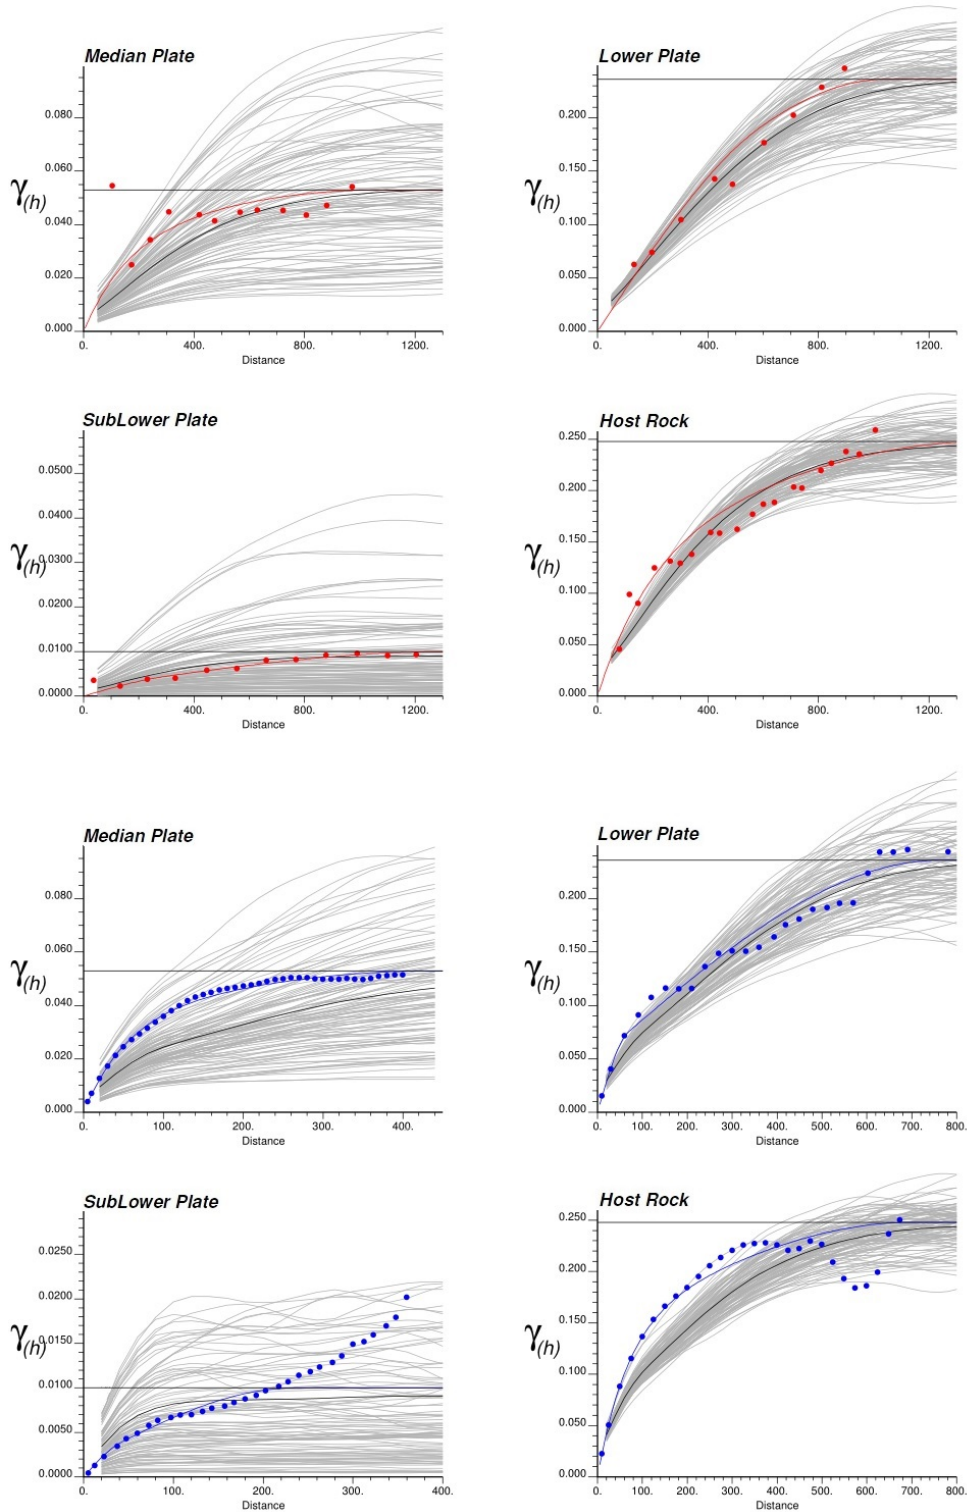 Median Plate
0.080
0.060
γ(h)
0.040
0.020
0.000
0. 400. 800. 1200.
Distance
Lower Plate
0.200
0.150
γ(h)
0.100
0.050
0.000
0. 400. 800. 1200.
Distance
SubLower Plate
0.0500
0.0400
γ(h)
0.0300
0.0200
0.0100
0.0000
0. 400. 800. 1200.
Distance
Host Rock
0.250
0.200
0.150
γ(h)
0.100
0.050
0.000
0. 400. 800. 1200.
Distance
Median Plate
0.080
0.060
γ(h)
0.040
0.020
0.000
0. 100. 200. 300. 400.
Distance
Lower Plate
0.200
0.150
γ(h)
0.100
0.050
0.000
0. 100. 200. 300. 400. 500. 600. 700. 800.
Distance
SubLower Plate
0.0250
0.0200
0.0150
γ(h)
0.0100
0.0050
0.0000
0. 100. 200. 300. 400.
Distance
Host Rock
0.250
0.200
0.150
γ(h)
0.100
0.050
0.000
0. 100. 200. 300. 400. 500. 600. 700. 800.
Distance